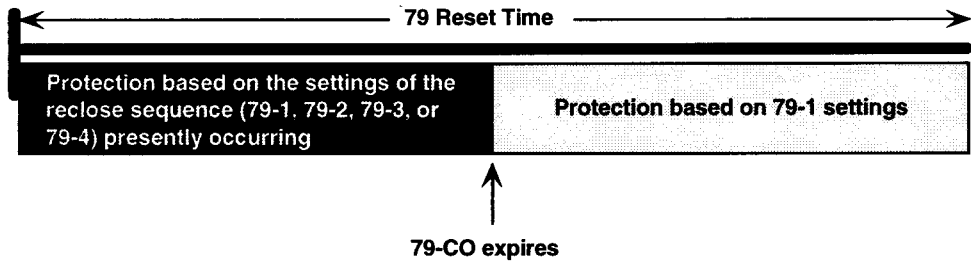 79 Reset Time
Protection based on the settings of the
reclose sequence (79-1, 79-2, 79-3, or
79-4) presently occurring
Protection based on 79-1 settings
79-CO expires